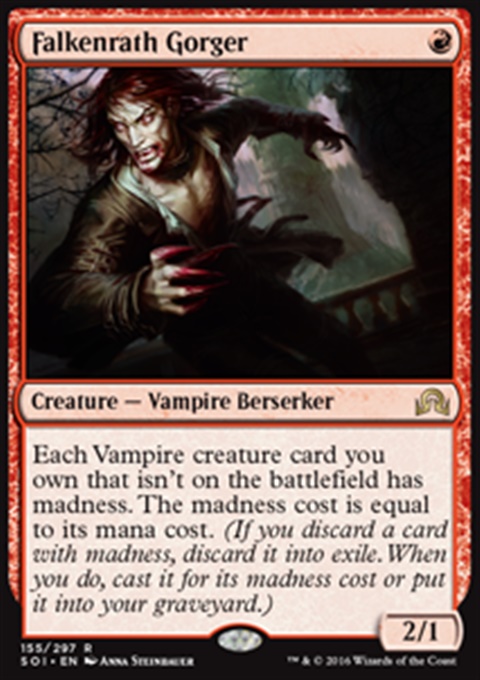 Falkenrath Gorger
Creature — Vampire Berserker
Each Vampire creature card you
own that isn't on the battlefield has
madness. The madness cost is equal
to its mana cost. (If you discard a card
with madness, discard it into exile. When
you do, cast it for its madness cost or put
it into your graveyard.)
2/1
155/297 R
SOI • EN Anna Steinbauer
™ & © 2016 Wizards of the Coast